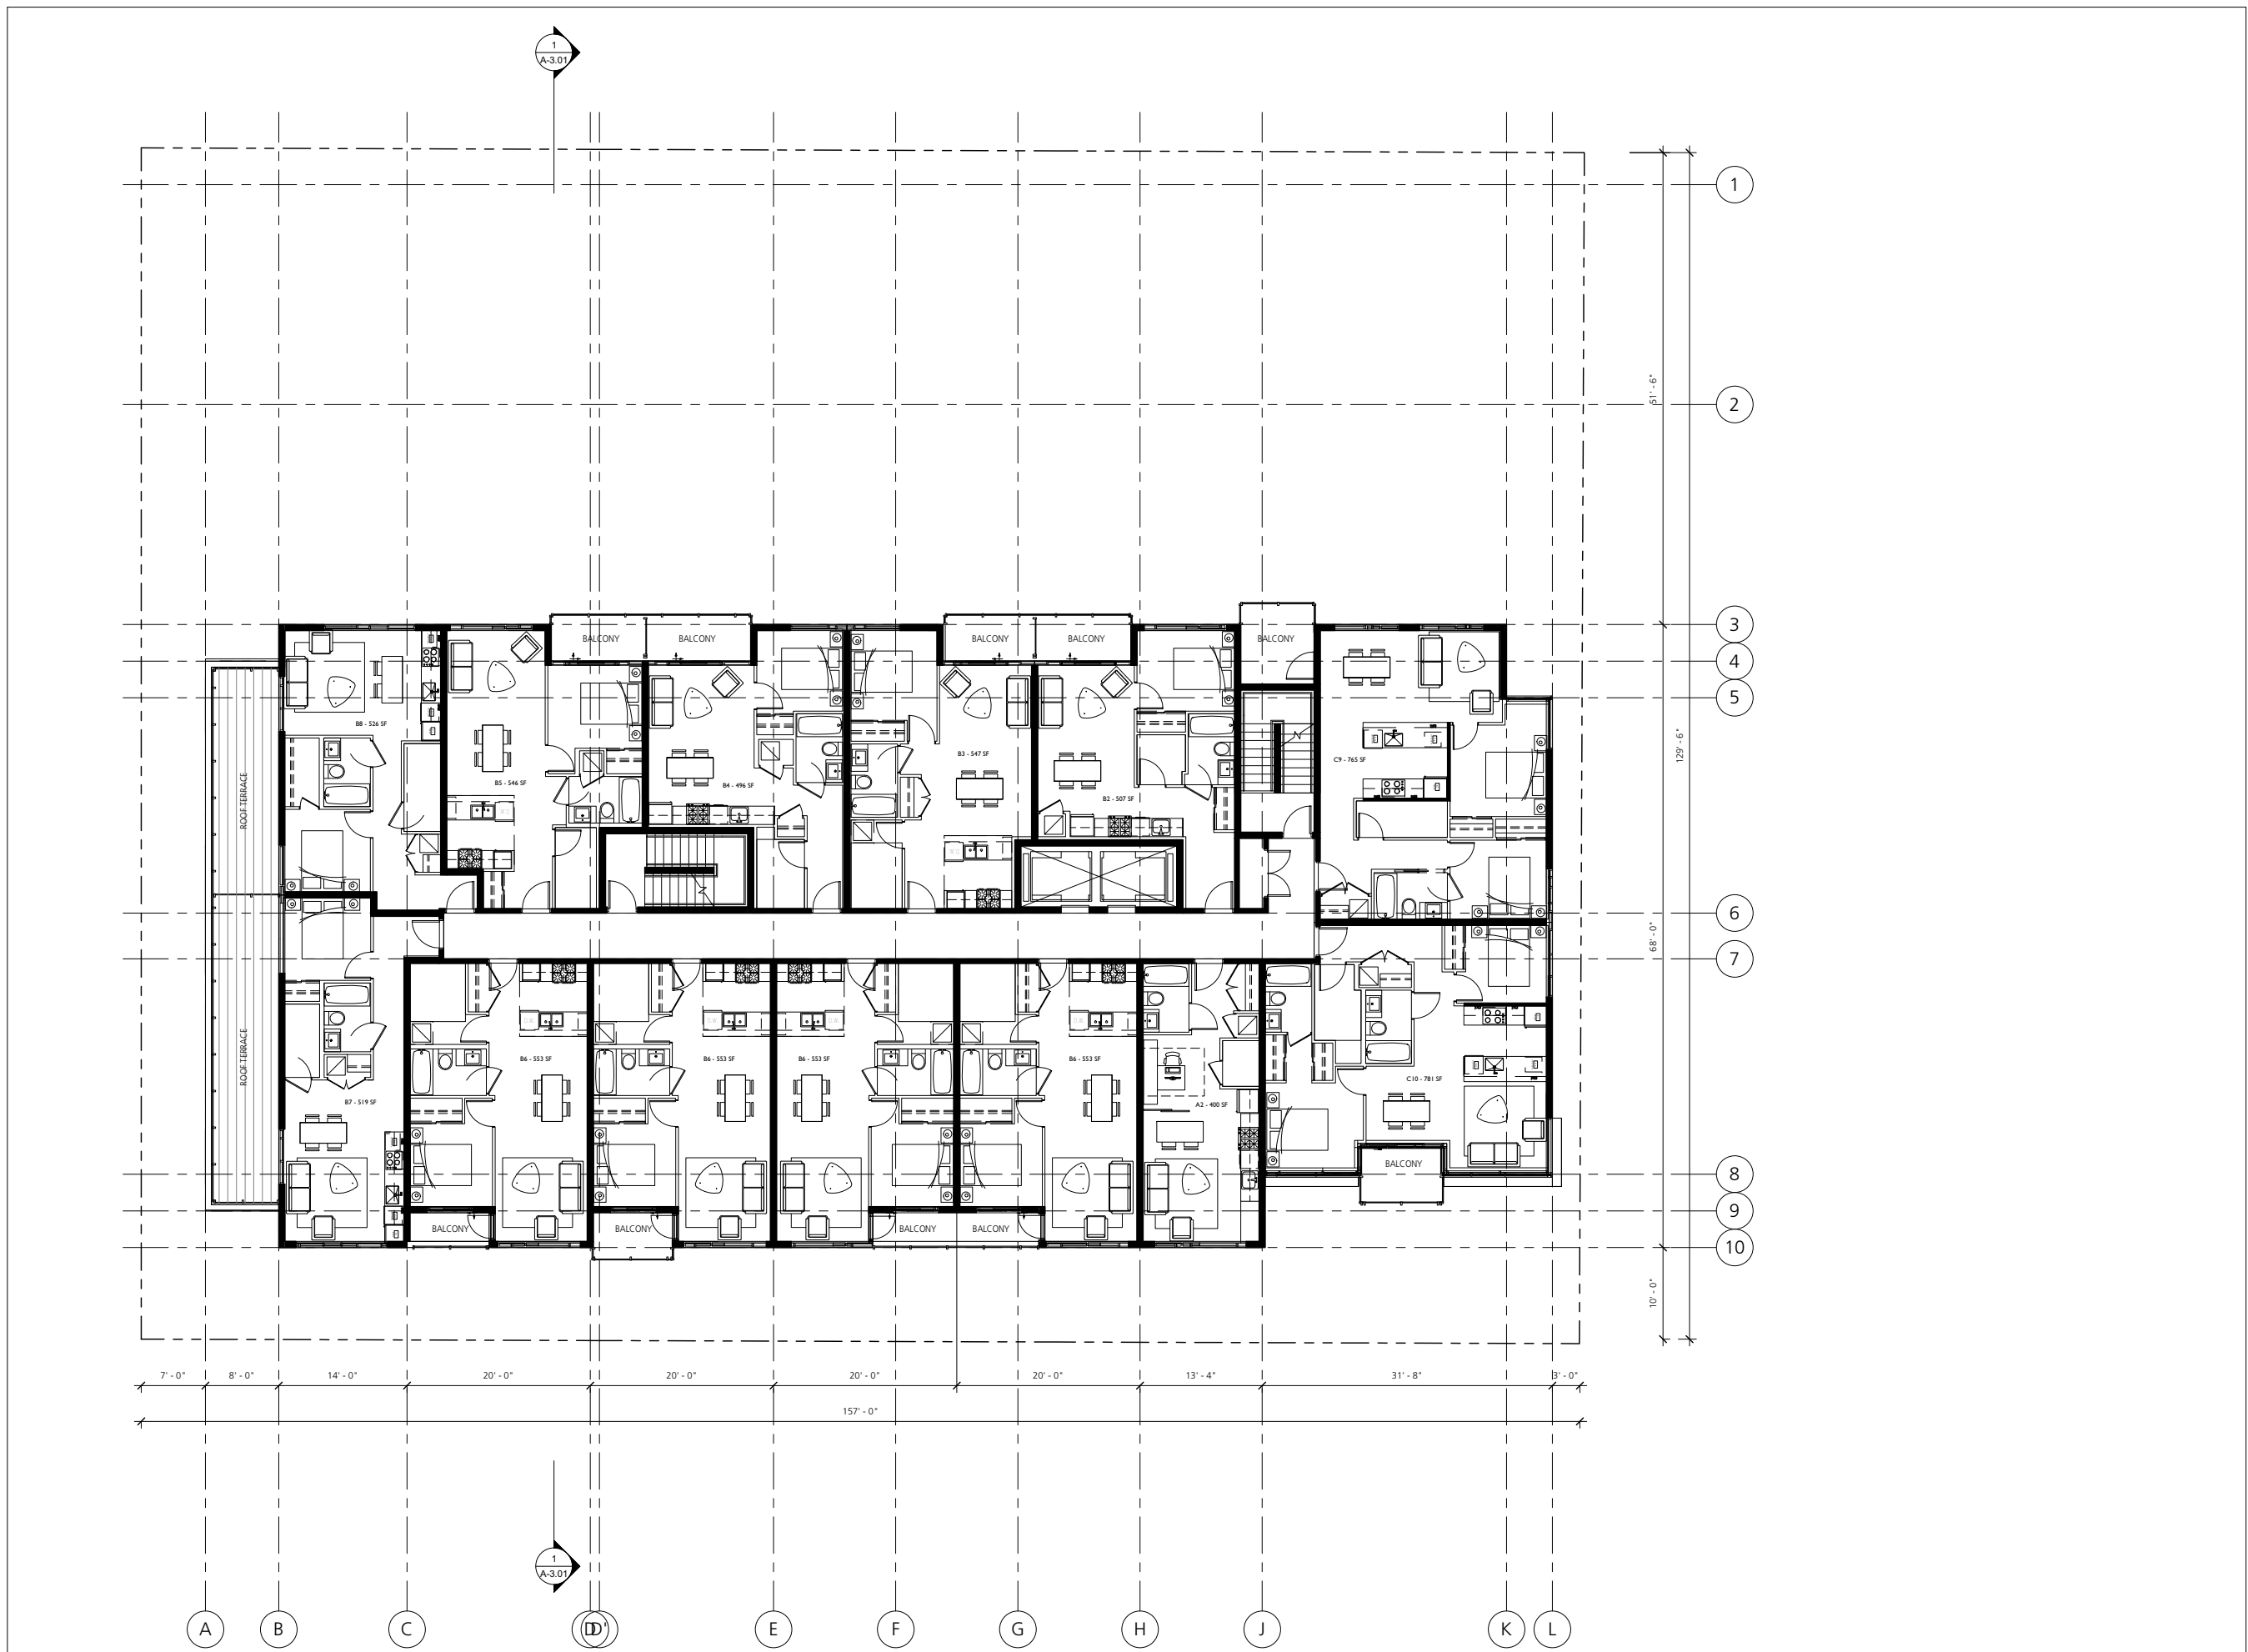 1
A-3.01
1
2
51' - 6"
129' - 6"
3
BALCONY
BALCONY
BALCONY
BALCONY
BALCONY
4
5
B8 - 526 SF
B3 - 547 SF
C9 - 765 SF
B5 - 546 SF
B4 - 496 SF
B2 - 507 SF
ROOF TERRACE
6
68' - 0"
7
ROOF TERRACE
B6 - 553 SF
B6 - 553 SF
B6 - 553 SF
B6 - 553 SF
C10 - 781 SF
B7 - 519 SF
A2 - 400 SF
BALCONY
8
9
BALCONY
BALCONY
BALCONY
BALCONY
10
10' - 0"
7' - 0"
8' - 0"
14' - 0"
20' - 0"
20' - 0"
20' - 0"
20' - 0"
13' - 4"
31' - 8"
3' - 0"
157' - 0"
1
A-3.01
A
B
C
D
D'
E
F
G
H
J
K
L